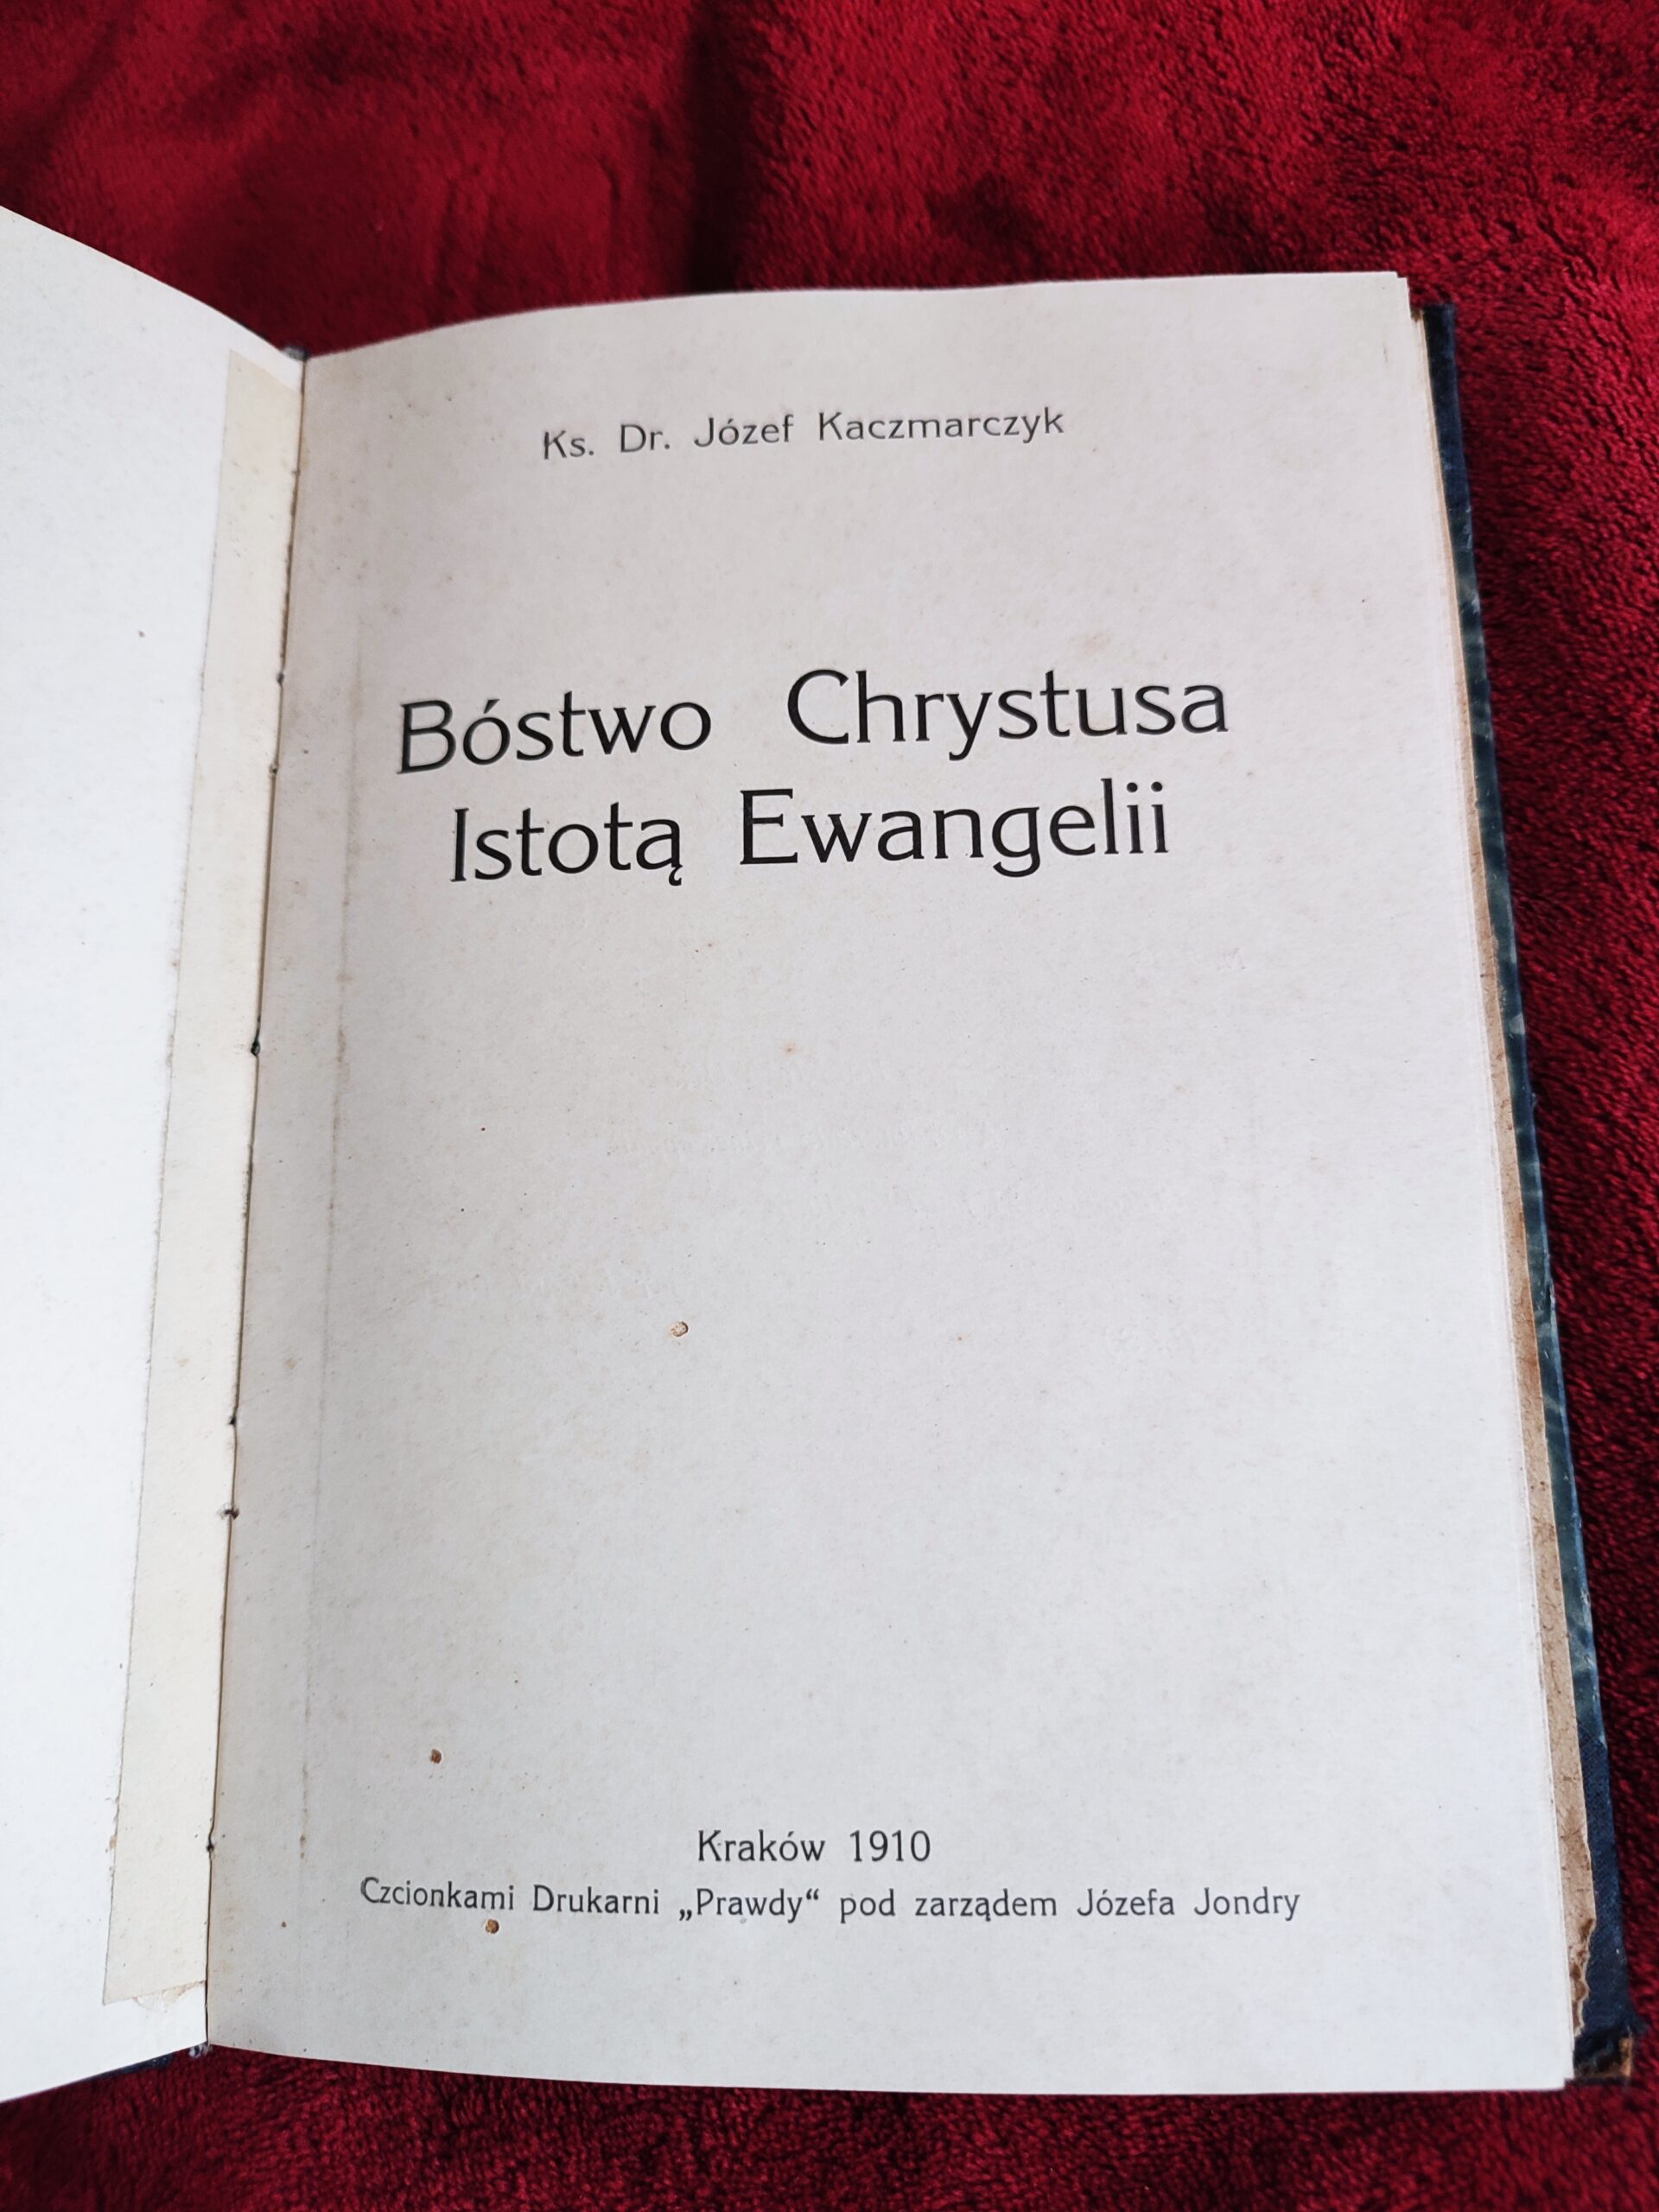 Ks. Dr. Józef Kaczmarczyk
Bóstwo Chrystusa
Istotą Ewangelii
Kraków 1910
Czcionkami Drukarni „Prawdy“ pod zarządem Józefa Jondry